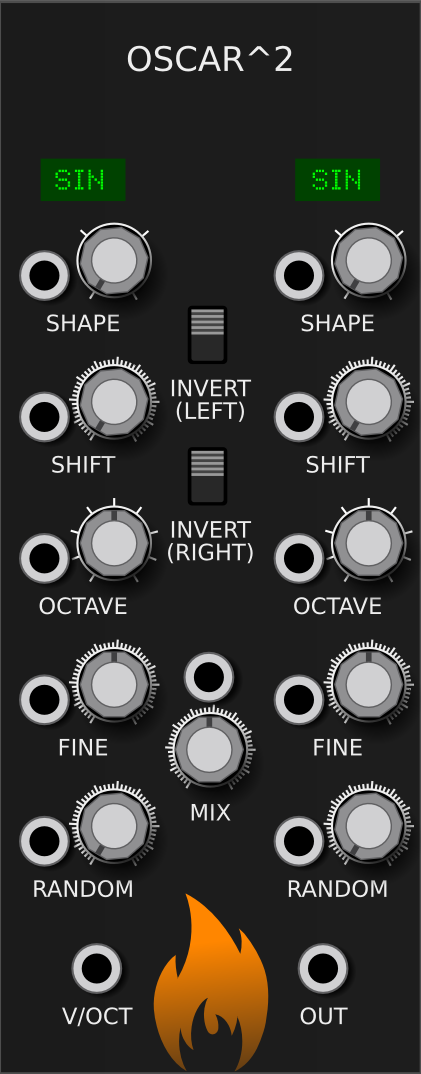 OSCAR^2
SIN SIN
SHAPE SHAPE
INVERT
(LEFT)
SHIFT SHIFT
INVERT
(RIGHT)
OCTAVE OCTAVE
FINE FINE
MIX
RANDOM RANDOM
V/OCT OUT